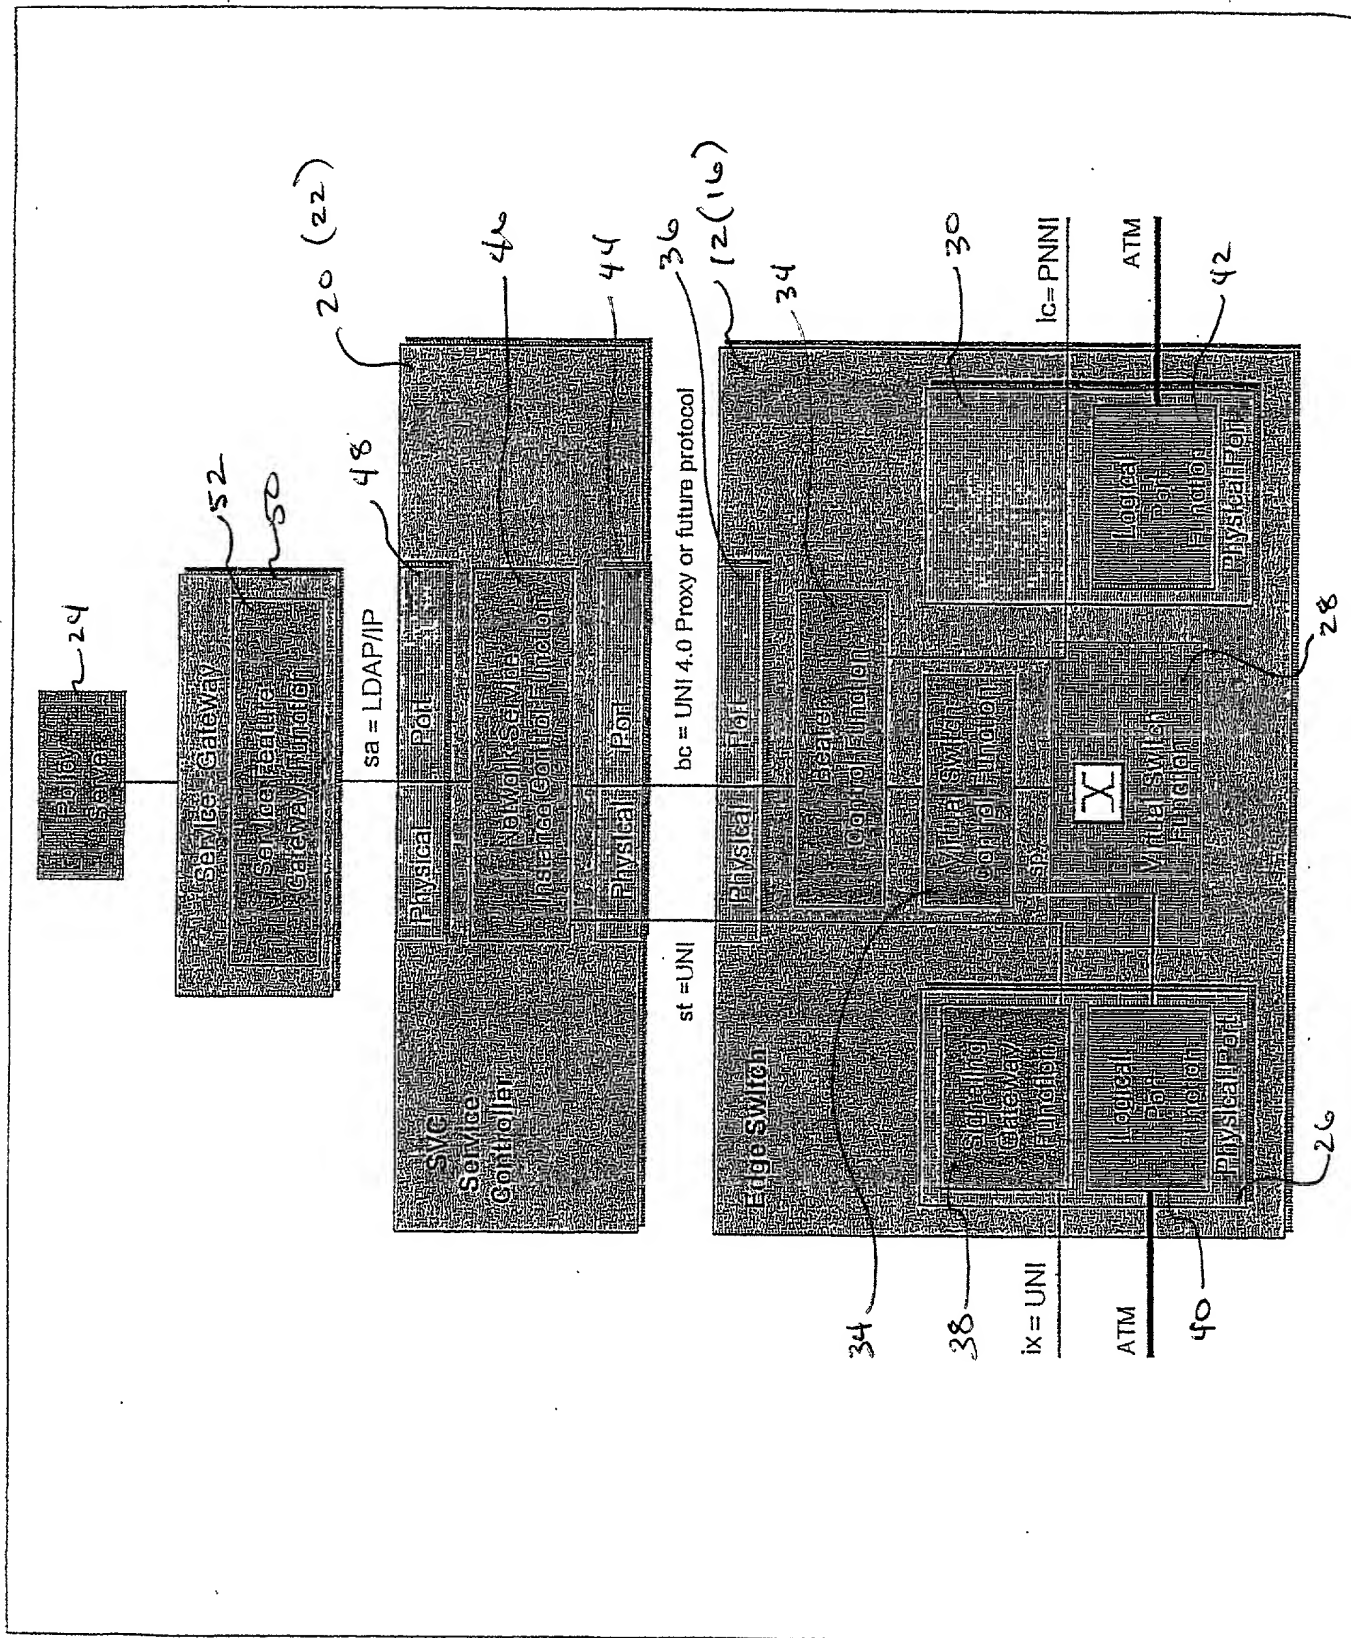 Policy
Server
24
Service Gateway
Service Feature
Gateway Function
52
50
sa = LDAP/IP
48
20 (22)
SVC
Service
Controller
Physical Port
Network Service
Instance Control Function
46
Physical Port
44
st =UNI
bc = UNI 4.0 Proxy or future protocol
36
12(16)
Edge Switch
Physical Port
Bearer
Control Function
34
Virtual Switch
Control Function
sp
34
X
Virtual Switch
Function
28
Signalling
Gateway
Function
38
Logical
Port
Function
Physical Port
40
26
ix = UNI
ATM
30
Logical
Port
Function
Physical Port
42
Ic= PNNI
ATM